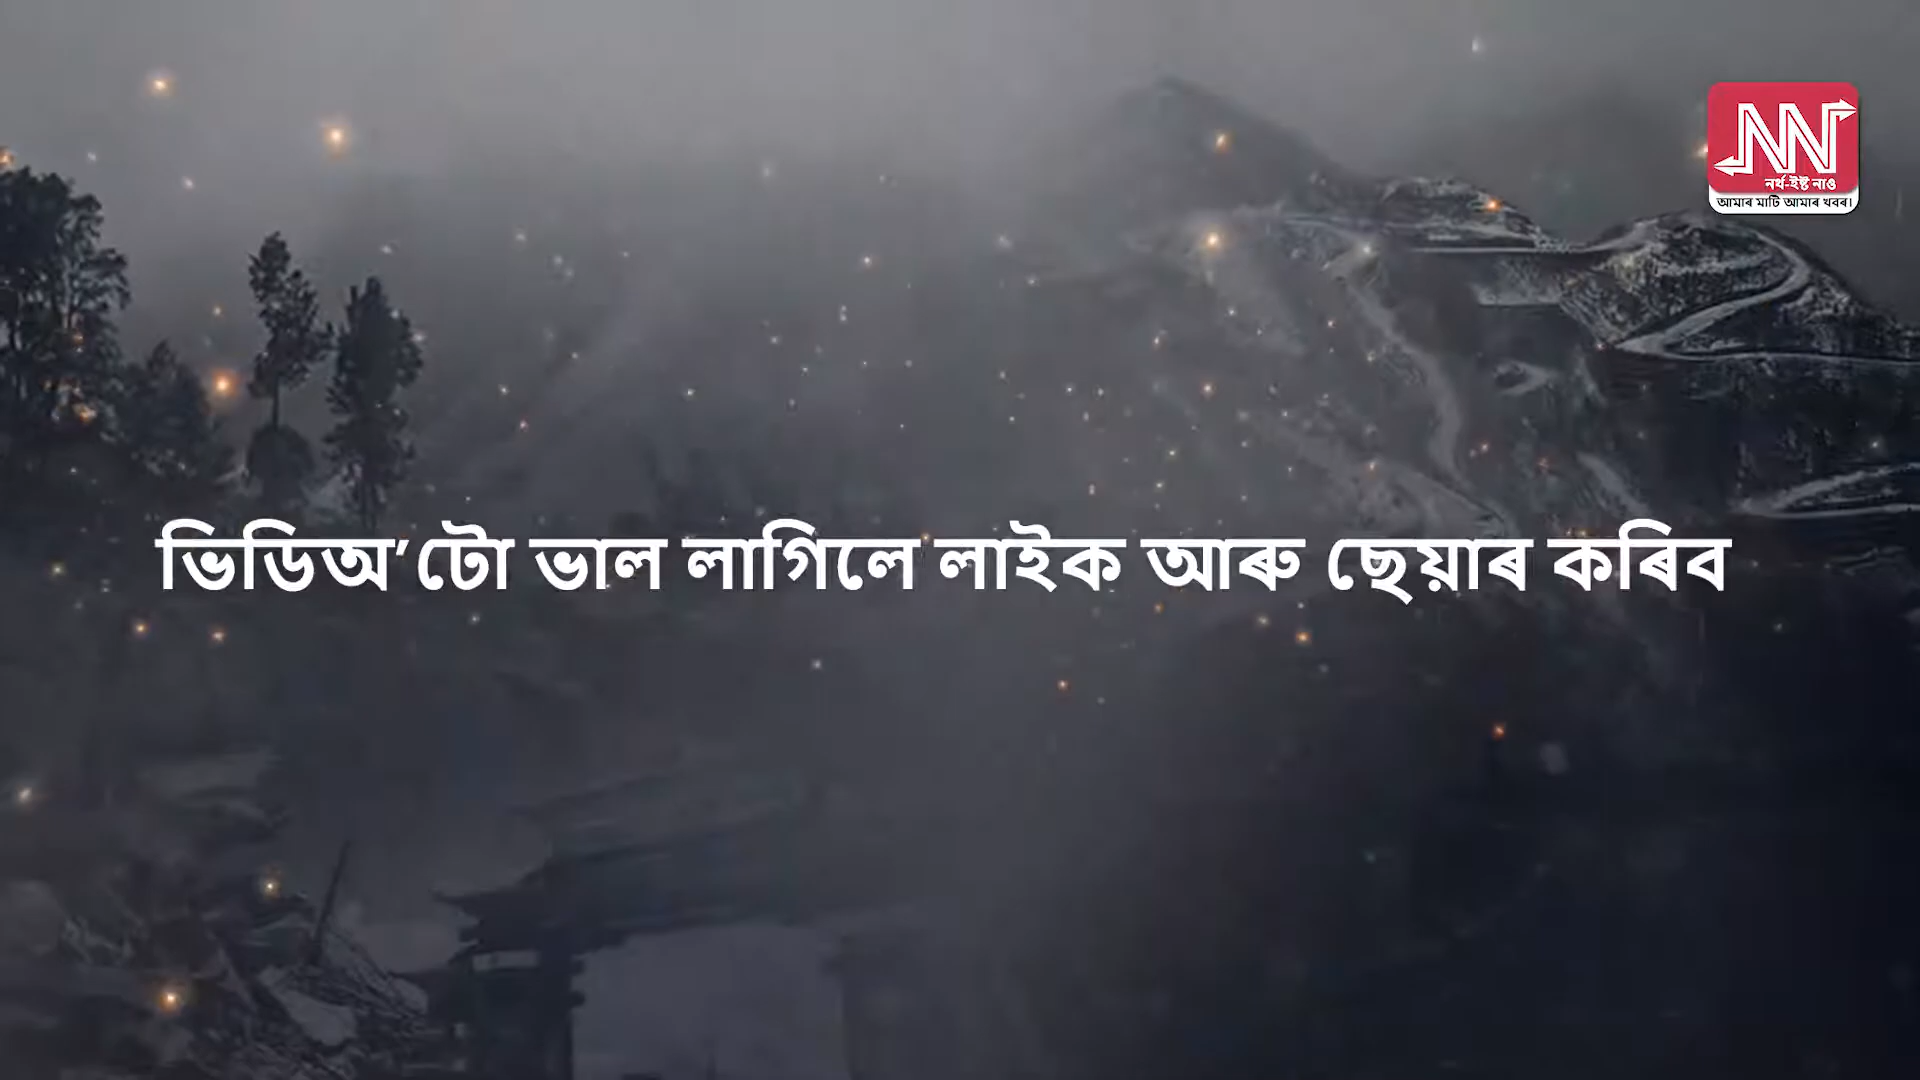 নৰ্থ-ইষ্ট নাও
আমাৰ মাটি আমাৰ খবৰ।
ভিডিঅ’টো ভাল লাগিলে লাইক আৰু ছেয়াৰ কৰিব